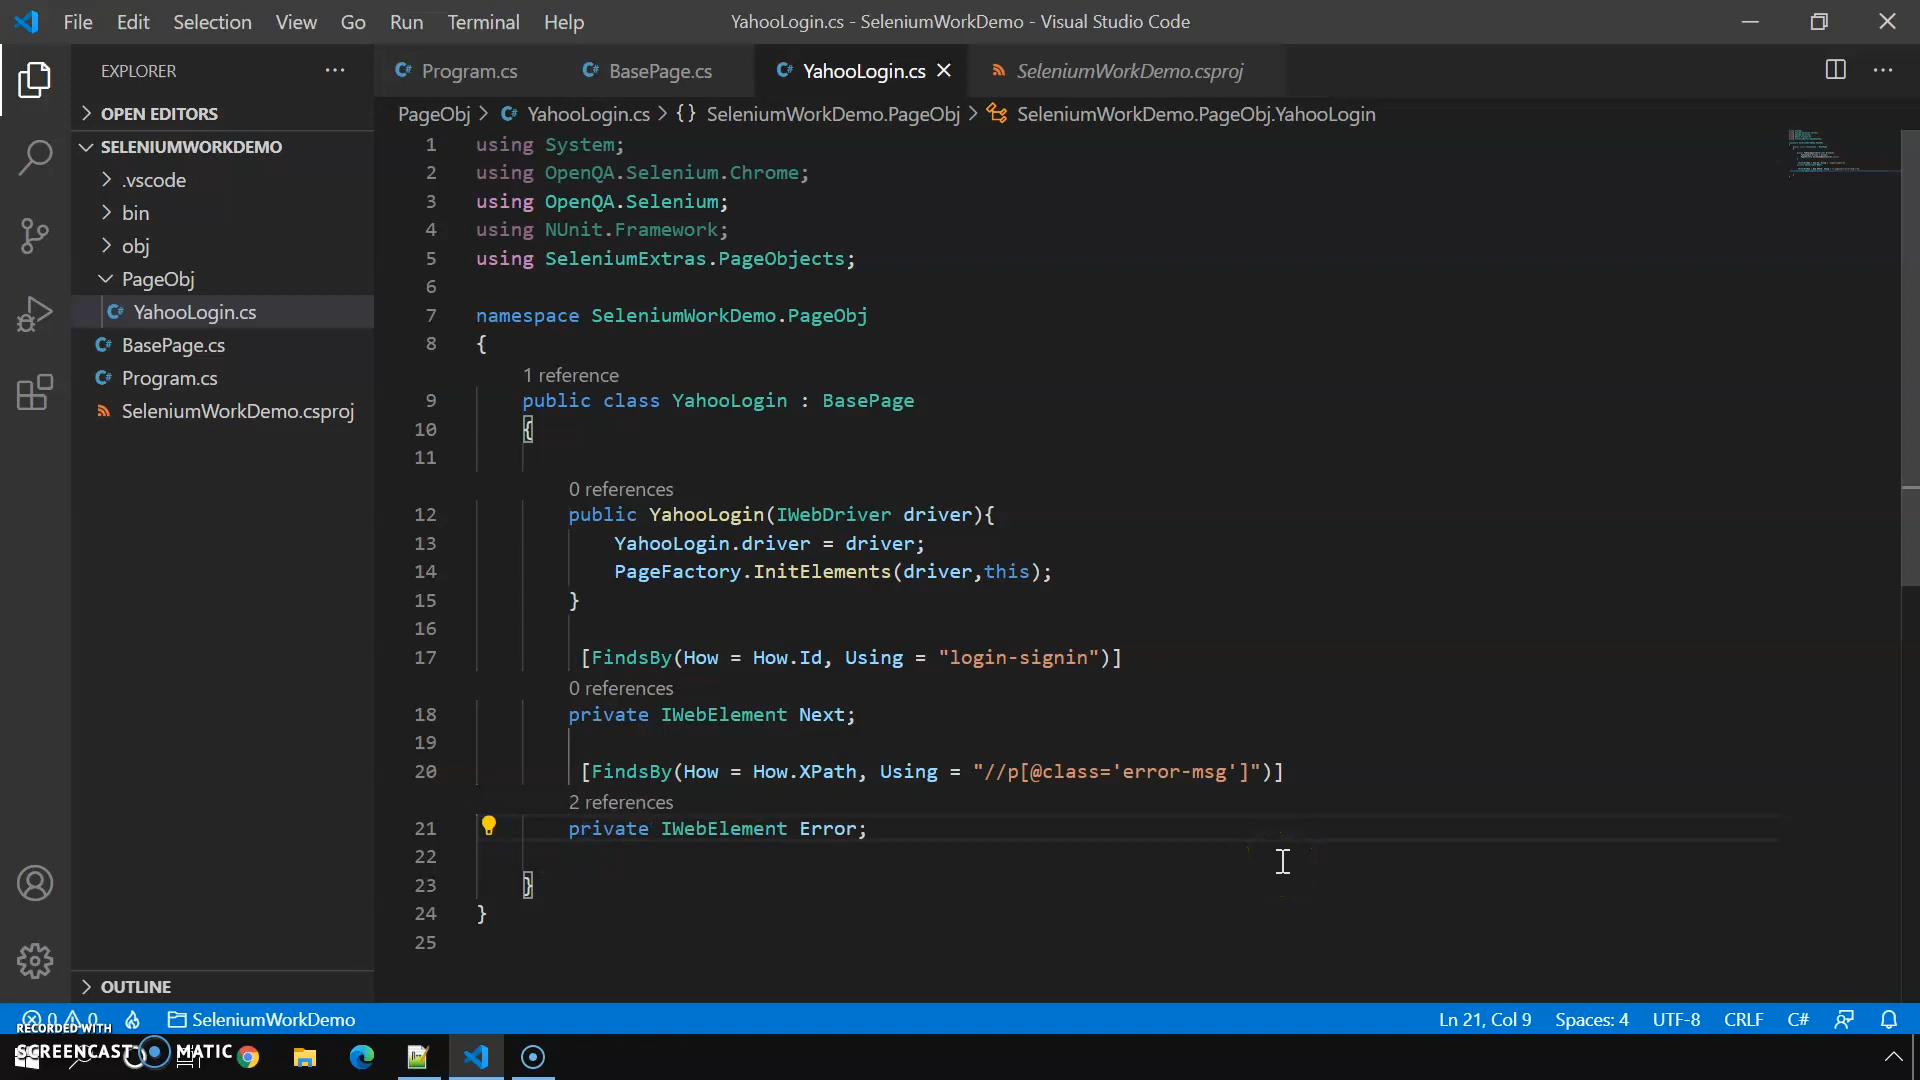 File Edit Selection View Go Run Terminal Help
YahooLogin.cs - SeleniumWorkDemo - Visual Studio Code
EXPLORER
OPEN EDITORS
SELENIUMWORKDEMO
.vscode
bin
obj
PageObj
YahooLogin.cs
BasePage.cs
Program.cs
SeleniumWorkDemo.csproj
OUTLINE
Program.cs BasePage.cs YahooLogin.cs SeleniumWorkDemo.csproj
PageObj > YahooLogin.cs > {} SeleniumWorkDemo.PageObj > SeleniumWorkDemo.PageObj.YahooLogin
1 using System;
2 using OpenQA.Selenium.Chrome;
3 using OpenQA.Selenium;
4 using NUnit.Framework;
5 using SeleniumExtras.PageObjects;
6
7 namespace SeleniumWorkDemo.PageObj
8 {
1 reference
9 public class YahooLogin : BasePage
10 {
11
0 references
12 public YahooLogin(IWebDriver driver){
13 YahooLogin.driver = driver;
14 PageFactory.InitElements(driver,this);
15 }
16
17 [FindsBy(How = How.Id, Using = "login-signin")]
0 references
18 private IWebElement Next;
19
20 [FindsBy(How = How.XPath, Using = "//p[@class='error-msg']")]
2 references
21 private IWebElement Error;
22
23 }
24 }
25
0 0 SeleniumWorkDemo Ln 21, Col 9 Spaces: 4 UTF-8 CRLF C#
RECORDED WITH
SCREENCAST MATIC